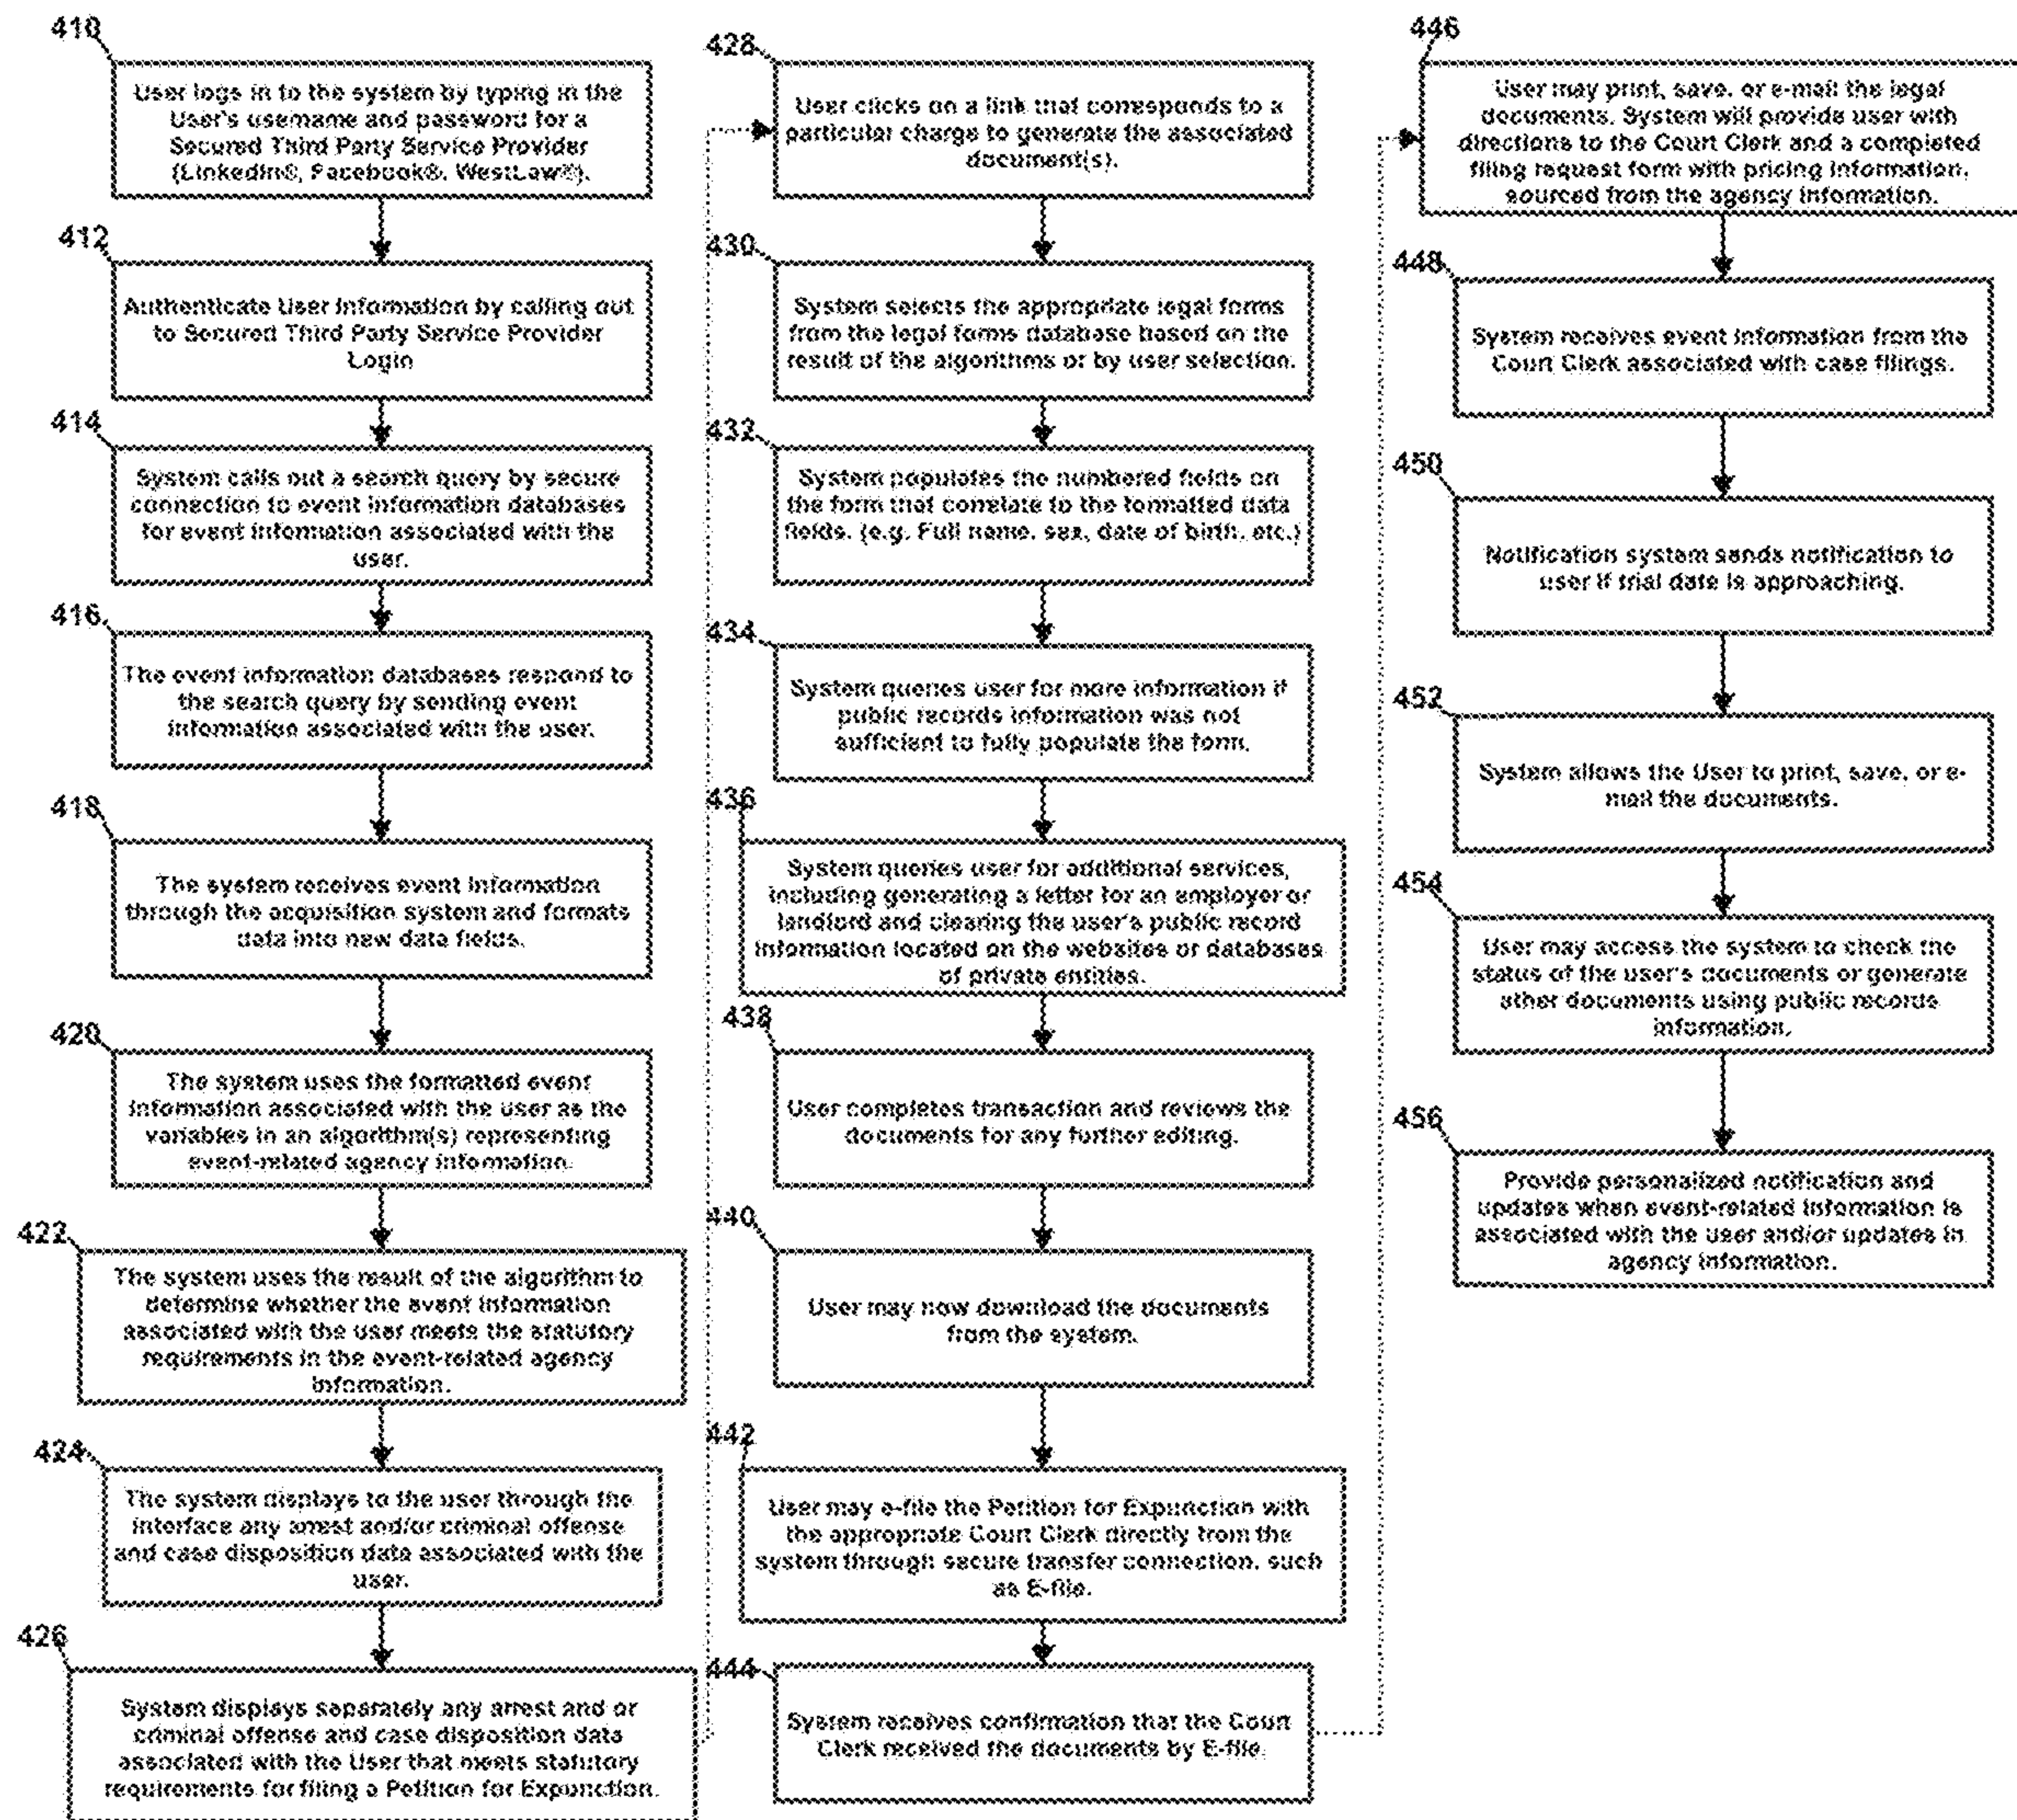 410
User logs in to the system by typing in the
User's username and password for a
Secured Third Party Service Provider
(LinkedIn®, Facebook®, WestLaw®).
412
Authenticate User Information by calling out
to Secured Third Party Service Provider
Login
414
System calls out a search query by secure
connection to event information databases
for event information associated with the
user.
416
The event information databases respond to
the search query by sending event
information associated with the user.
418
The system receives event information
through the acquisition system and formats
data into new data fields.
420
The system uses the formatted event
information associated with the user as the
variables in an algorithm(s) representing
event-related agency information.
422
The system uses the result of the algorithm to
determine whether the event information
associated with the user meets the statutory
requirements in the event-related agency
information.
424
The system displays to the user through the
interface any arrest and/or criminal offense
and case disposition data associated with the
user.
426
System displays separately any arrest and or
criminal offense and case disposition data
associated with the User that meets statutory
requirements for filing a Petition for Expunction.
428
User clicks on a link that corresponds to a
particular charge to generate the associated
document(s).
430
System selects the appropriate legal forms
from the legal forms database based on the
result of the algorithms or by user selection.
432
System populates the numbered fields on
the form that correlate to the formatted data
fields. (e.g. Full name, sex, date of birth, etc.)
434
System queries user for more information if
public records information was not
sufficient to fully populate the form.
436
System queries user for additional services,
including generating a letter for an employer or
landlord and clearing the user's public record
information located on the websites or databases
of private entities.
438
User completes transaction and reviews the
documents for any further editing.
440
User may now download the documents
from the system.
442
User may e-file the Petition for Expunction with
the appropriate Court Clerk directly from the
system through secure transfer connection, such
as E-file.
444
System receives confirmation that the Court
Clerk received the documents by E-file.
446
User may print, save, or e-mail the legal
documents. System will provide user with
directions to the Court Clerk and a completed
filing request form with pricing information,
sourced from the agency information.
448
System receives event information from the
Court Clerk associated with case filings.
450
Notification system sends notification to
user if trial date is approaching.
452
System allows the User to print, save, or e-
mail the documents.
454
User may access the system to check the
status of the user's documents or generate
other documents using public records
information.
456
Provide personalized notification and
updates when event-related information is
associated with the user and/or updates in
agency information.